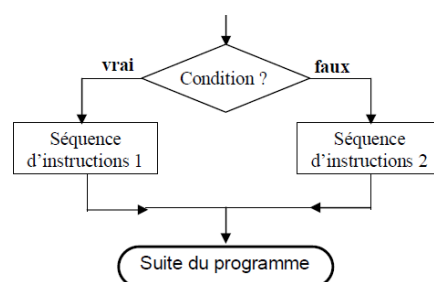 vrai
Condition ?
faux
Séquence
d'instructions 1
Séquence
d'instructions 2
Suite du programme